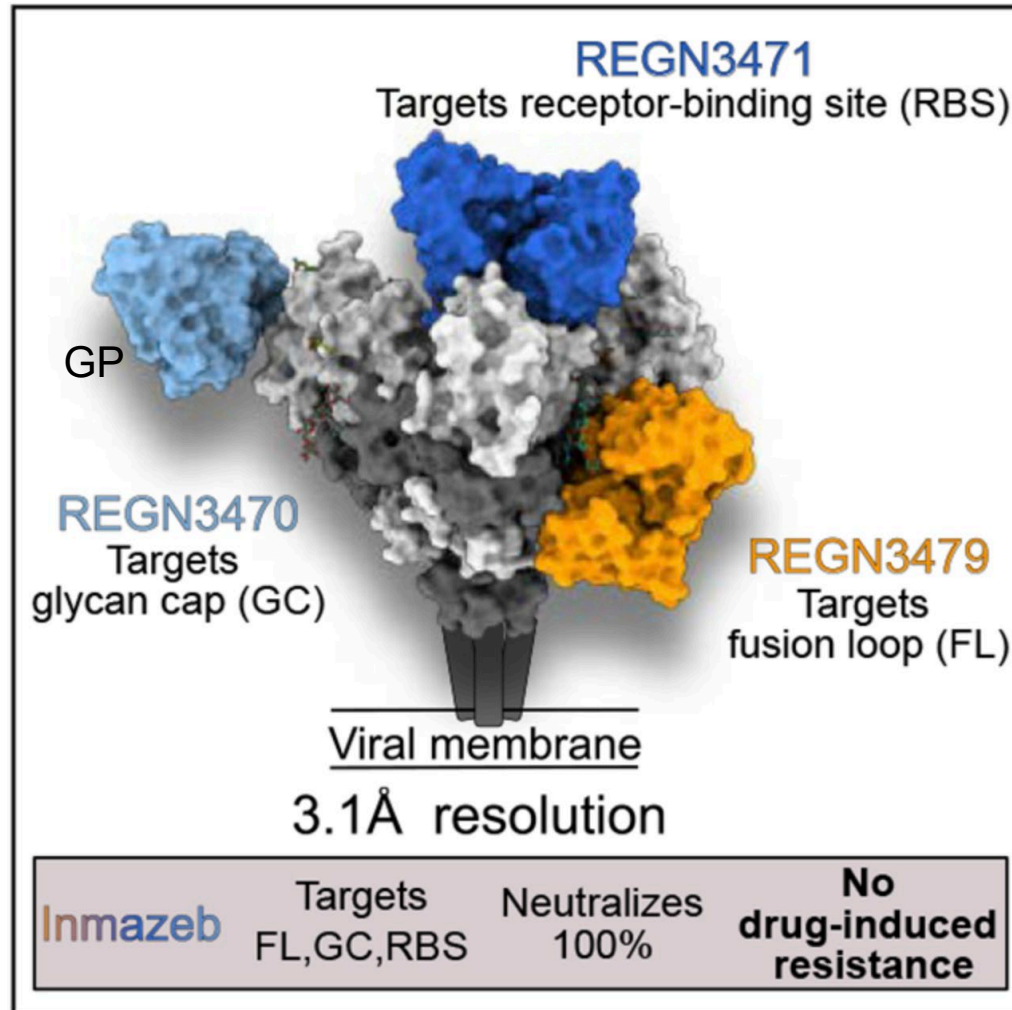 REGN3471
Targets receptor-binding site (RBS)
GP
REGN3470
Targets
glycan cap (GC)
REGN3479
Targets
fusion loop (FL)
Viral membrane
3.1Å resolution
Inmazeb
Targets
FL,GC,RBS
Neutralizes
100%
No
drug-induced
resistance